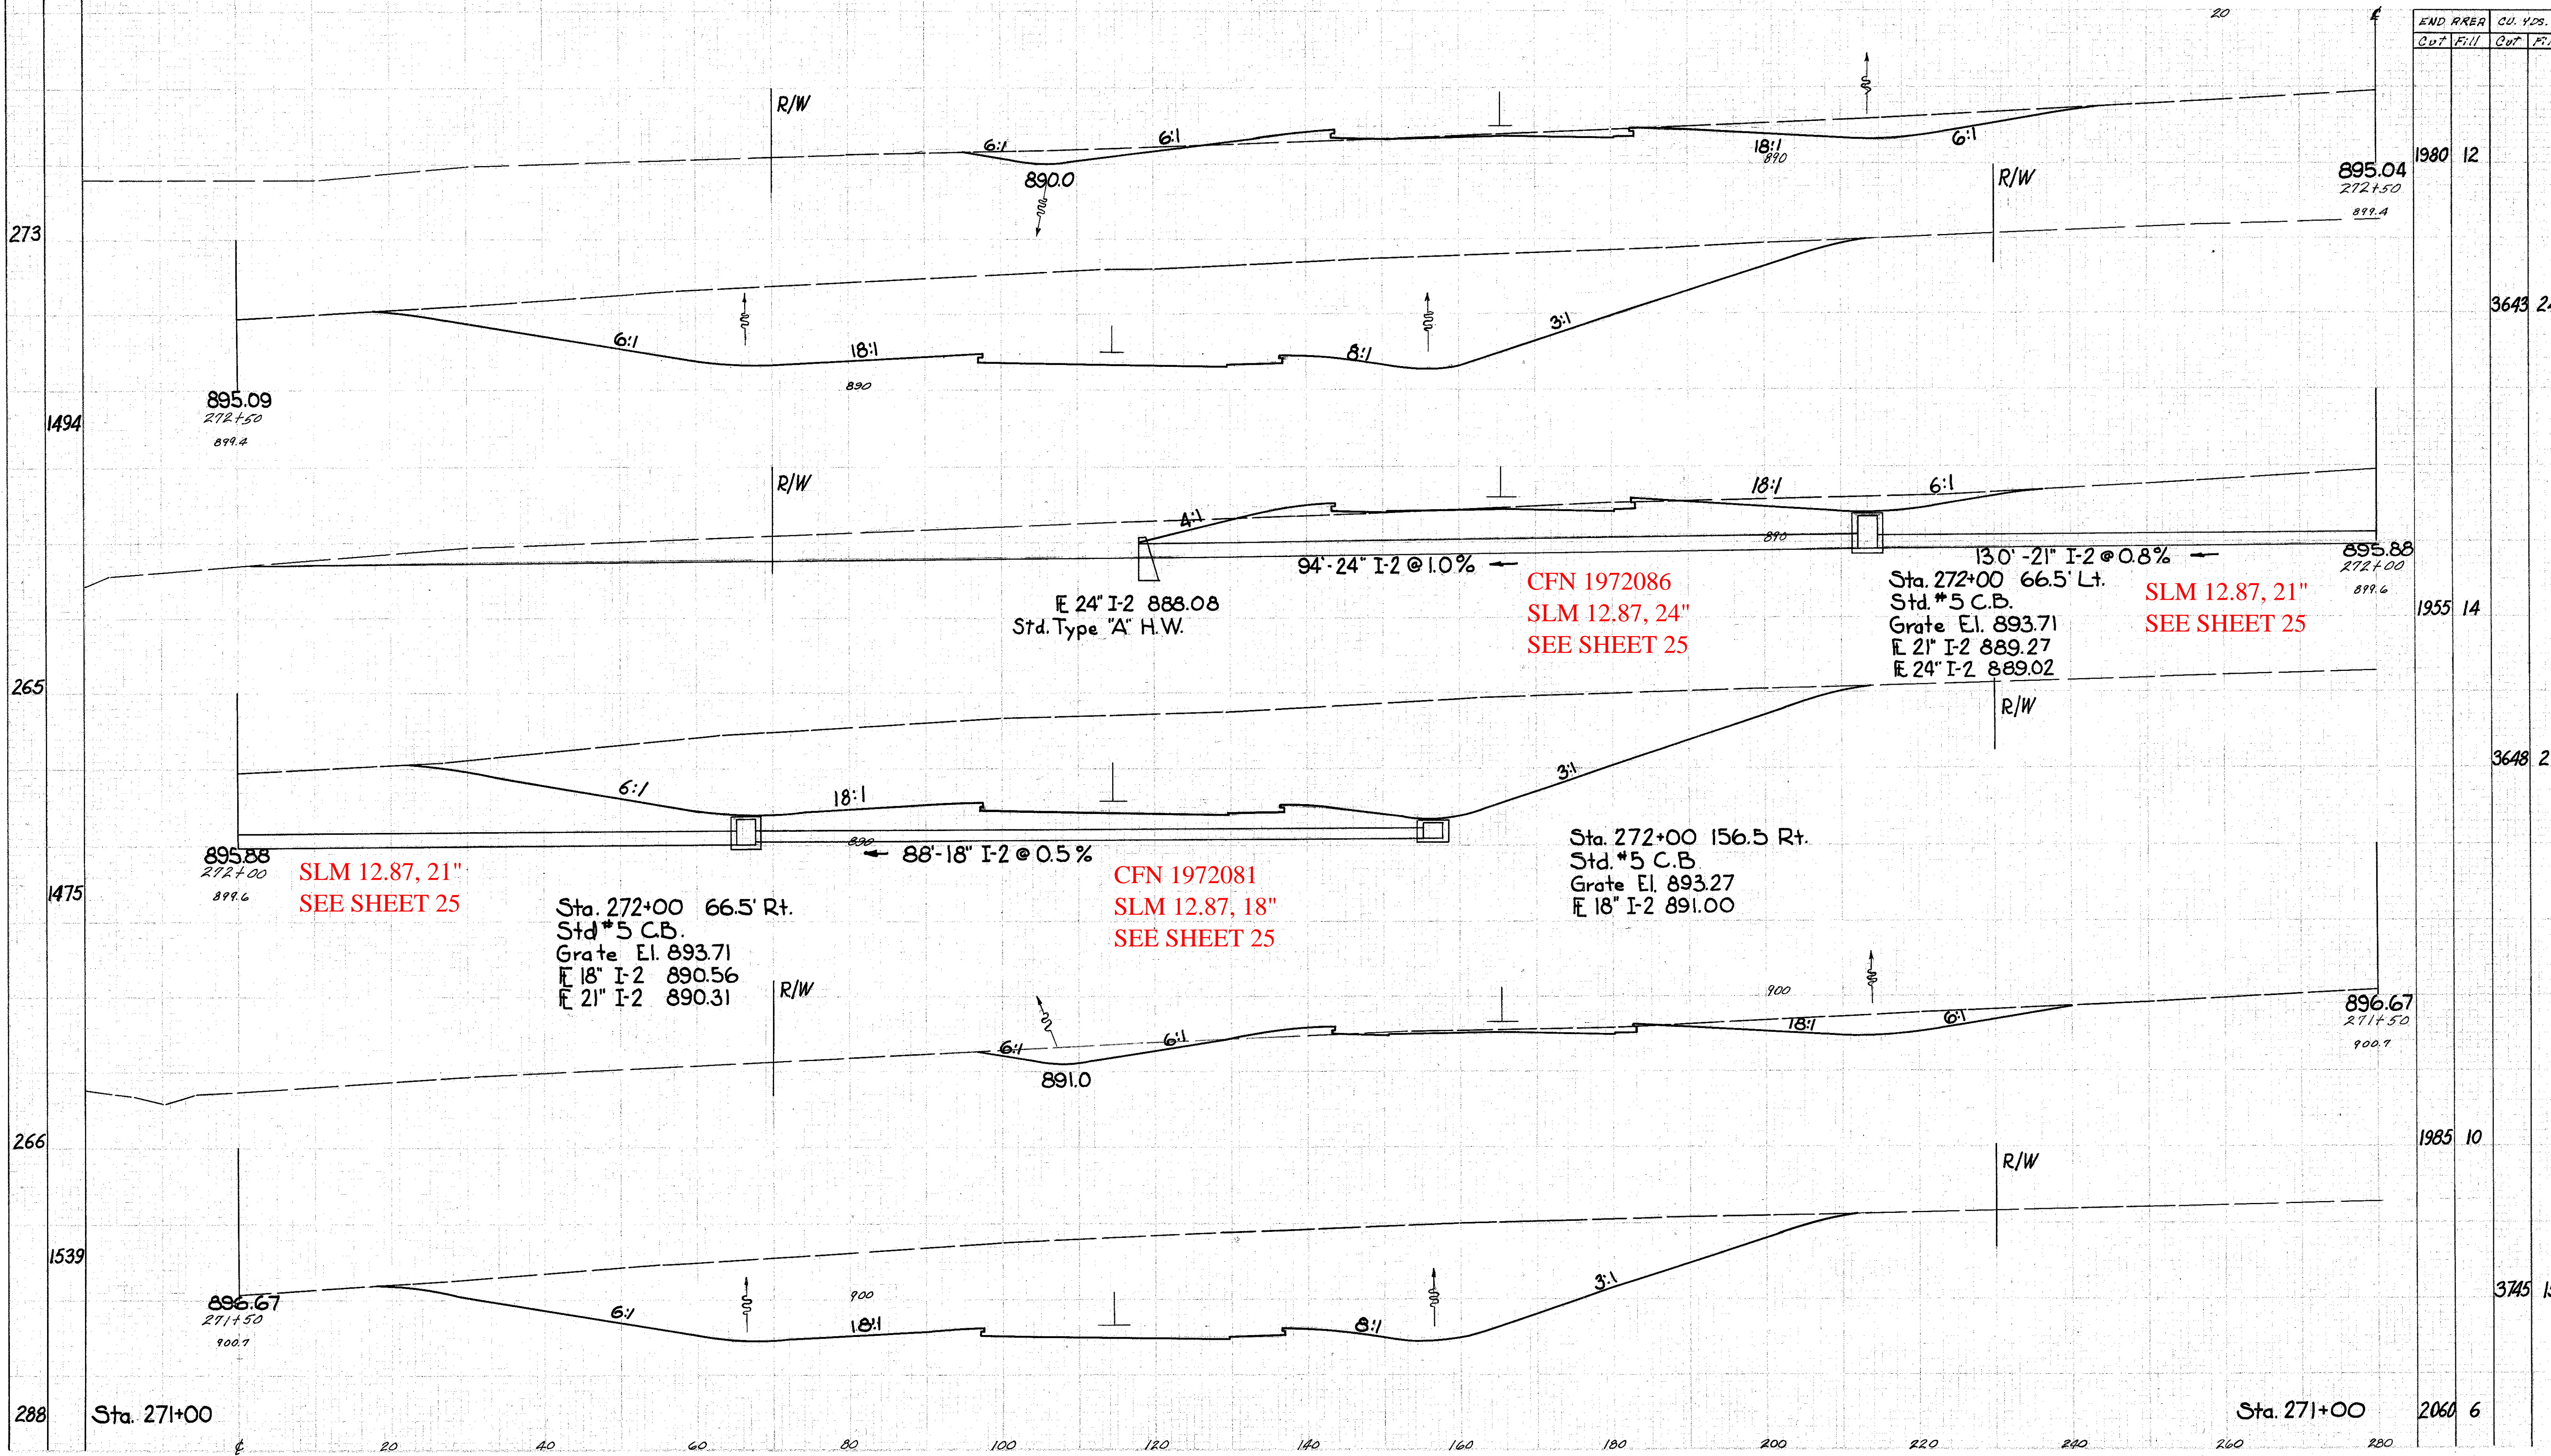 20
℄
END AREA CU. YDS.
Cut Fill Cut
R/W
6:1 6:1 18:1 6:1
890
890.0
1980 12
895.04
272+50
899.4
R/W
273
3643
6:1 18:1 8:1 3:1
890
895.09
272+50
899.4
1494
R/W
4:1 18:1 6:1
890
94'-24" I-2 @ 1.0% ←
130'-21" I-2 @ 0.8% ←
895.88
272+00
899.6
F̲L̲ 24" I-2 888.08
Std. Type "A" H.W.
CFN 1972086
SLM 12.87, 24"
SEE SHEET 25
Sta. 272+00 66.5' Lt.
Std. #5 C.B.
Grate El. 893.71
F̲L̲ 21" I-2 889.27
F̲L̲ 24" I-2 889.02
SLM 12.87, 21"
SEE SHEET 25
1955 14
265
R/W
3648
6:1 18:1 3:1
890
← 88'-18" I-2 @ 0.5%
895.88
272+00
899.6
SLM 12.87, 21"
SEE SHEET 25
1475
Sta. 272+00 66.5' Rt.
Std #5 C.B.
Grate El. 893.71
F̲L̲ 18" I-2 890.56
F̲L̲ 21" I-2 890.31
CFN 1972081
SLM 12.87, 18"
SEE SHEET 25
Sta. 272+00 156.5 Rt.
Std. #5 C.B.
Grate El. 893.27
F̲L̲ 18" I-2 891.00
R/W
900
6:1 6:1 18:1 6:1
891.0
896.67
271+50
900.7
266
1985 10
R/W
1539
3745
6:1 18:1 8:1 3:1
900
896.67
271+50
900.7
288 Sta. 271+00
Sta. 271+00 2060 6
℄ 20 40 60 80 100 120 140 160 180 200 220 240 260 280